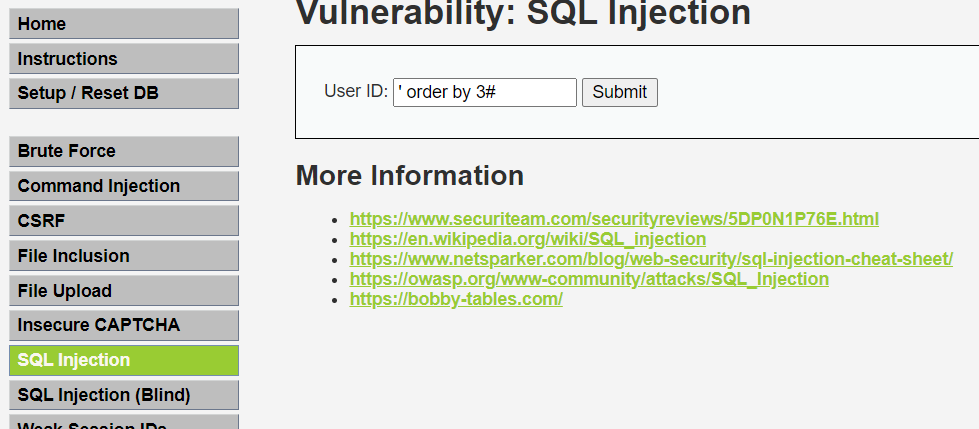 Vulnerability: SQL Injection
Home
Instructions
Setup / Reset DB
Brute Force
Command Injection
CSRF
File Inclusion
File Upload
Insecure CAPTCHA
SQL Injection
SQL Injection (Blind)
Weak Session IDs
User ID: ' order by 3# Submit
More Information
https://www.securiteam.com/securityreviews/5DP0N1P76E.html
https://en.wikipedia.org/wiki/SQL_injection
https://www.netsparker.com/blog/web-security/sql-injection-cheat-sheet/
https://owasp.org/www-community/attacks/SQL_Injection
https://bobby-tables.com/